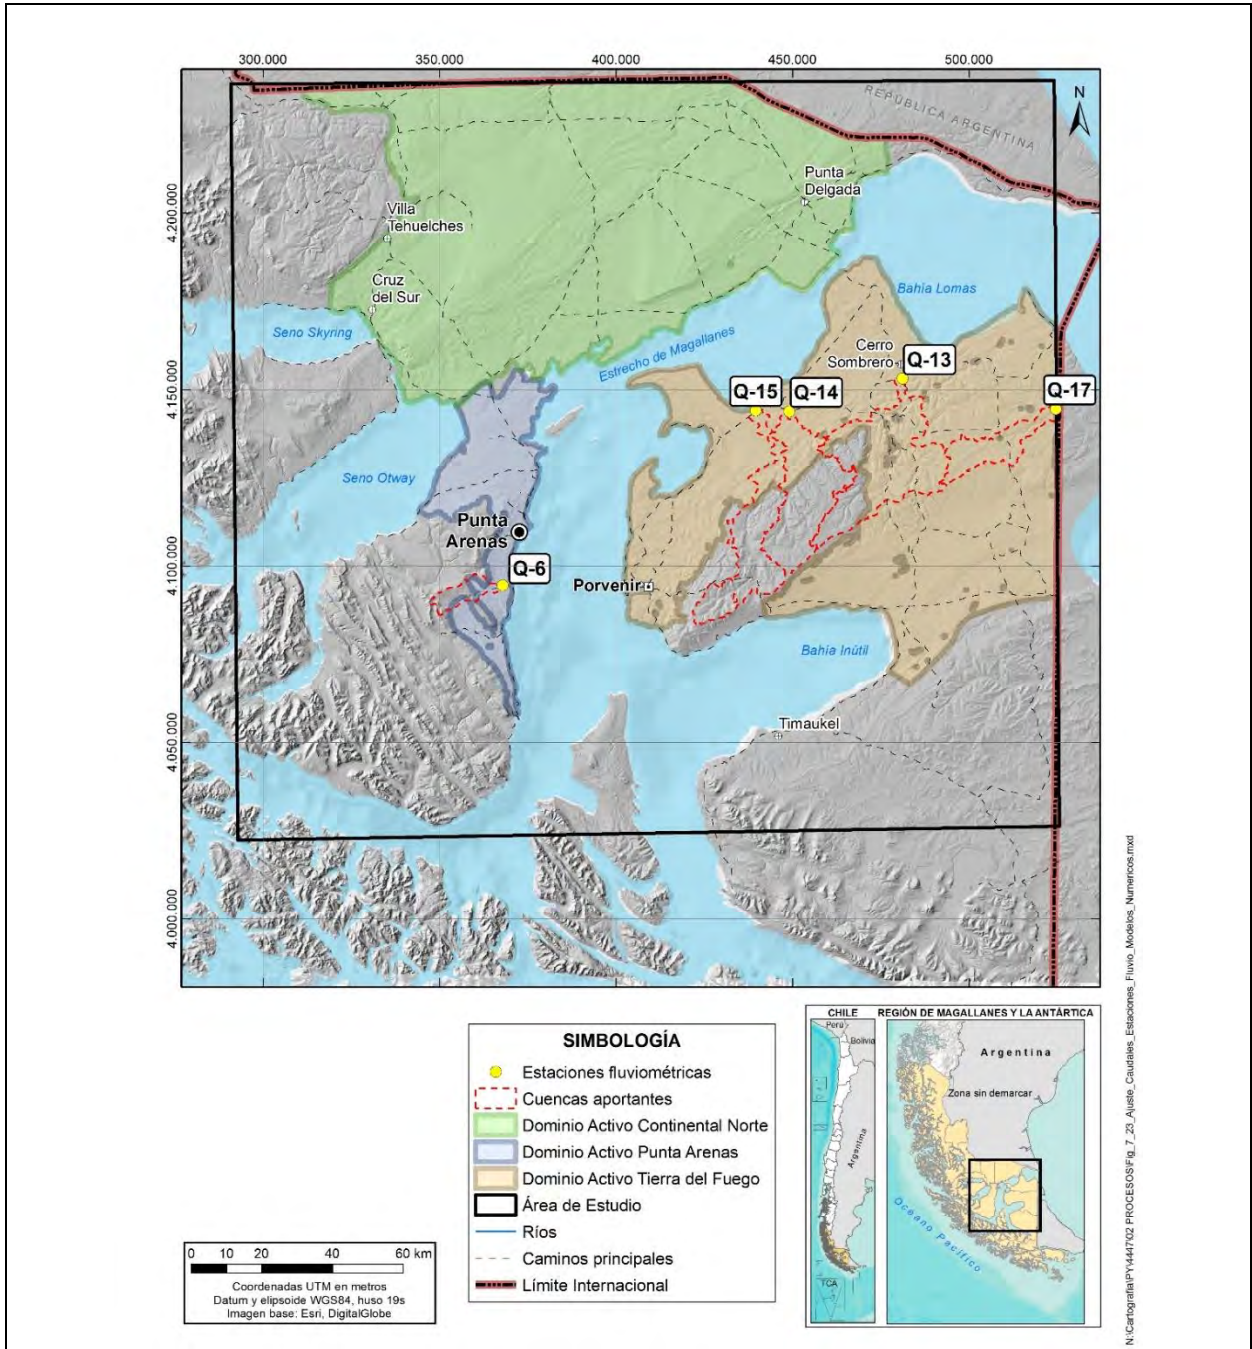 300.000 350.000 400.000 450.000 500.000
N
REPÚBLICA ARGENTINA
Punta
Delgada
4.200.000
Villa
Tehuelches
Cruz
del Sur
Bahía Lomas
Seno Skyring
Estrecho de Magallanes
Cerro
Sombrero
Q-13
4.150.000
Q-15
Q-14
Q-17
Seno Otway
Punta
Arenas
4.100.000
Q-6
Porvenir
Bahía Inútil
Timaukel
4.050.000
4.000.000
SIMBOLOGÍA
Estaciones fluviométricas
Cuencas aportantes
Dominio Activo Continental Norte
Dominio Activo Punta Arenas
Dominio Activo Tierra del Fuego
Área de Estudio
Ríos
Caminos principales
Límite Internacional
0 10 20 40 60 km
Coordenadas UTM en metros
Datum y elipsoide WGS84, huso 19s
Imagen base: Esri, DigitalGlobe
CHILE
Perú
Bolivia
Argentina
TCA
REGIÓN DE MAGALLANES Y LA ANTÁRTICA
Argentina
Zona sin demarcar
Océano Pacífico
N:\Cartografia\PY\4447\02 PROCESOS\Fig_7_23_Ajuste_Caudales_Estaciones_Fluvio_Modelos_Numericos.mxd